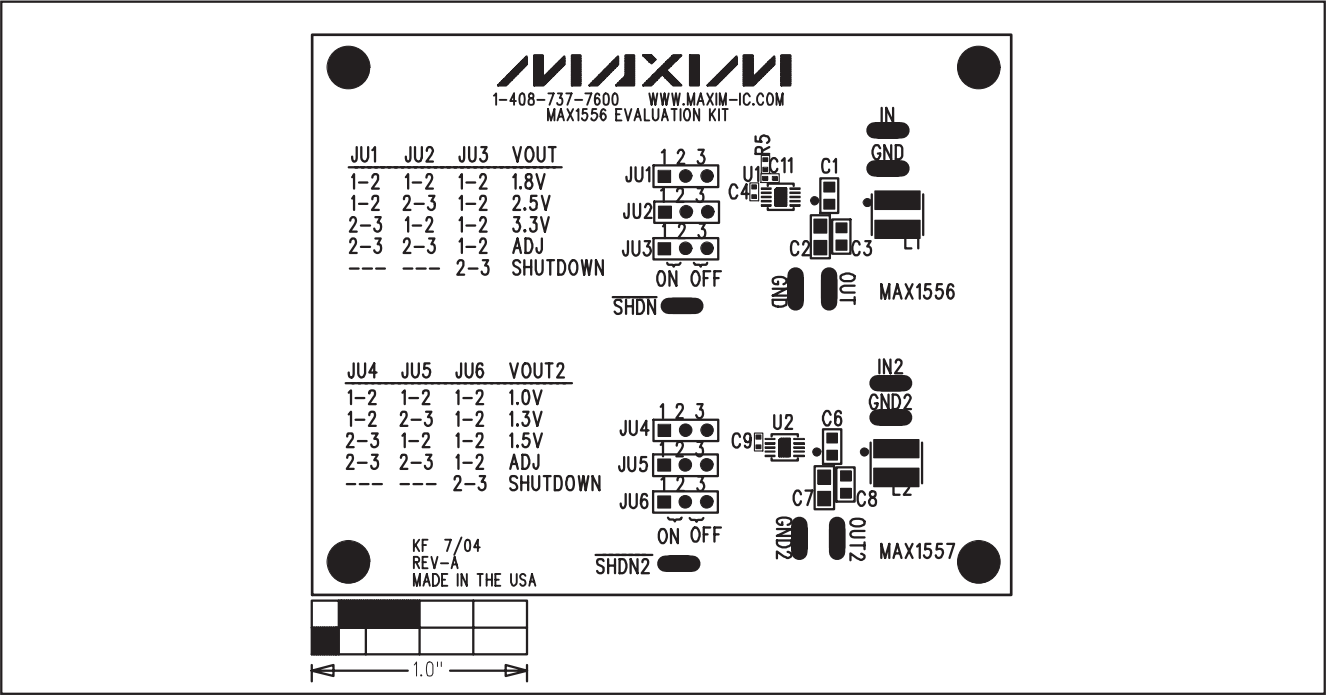 MAXIM
1-408-737-7600 WWW.MAXIM-IC.COM
MAX1556 EVALUATION KIT
JU1 JU2 JU3 VOUT
1-2 1-2 1-2 1.8V
1-2 2-3 1-2 2.5V
2-3 1-2 1-2 3.3V
2-3 2-3 1-2 ADJ
--- --- 2-3 SHUTDOWN
1 2 3
JU1
1 2 3
JU2
1 2 3
JU3
ON OFF
SHDN
R5
U1 C11
C4
C1
C2 C3
IN
GND
L1
GND OUT
MAX1556
JU4 JU5 JU6 VOUT2
1-2 1-2 1-2 1.0V
1-2 2-3 1-2 1.3V
2-3 1-2 1-2 1.5V
2-3 2-3 1-2 ADJ
--- --- 2-3 SHUTDOWN
1 2 3
JU4
1 2 3
JU5
1 2 3
JU6
ON OFF
SHDN2
U2
C9
C6
C7 C8
IN2
GND2
L2
GND2 OUT2
MAX1557
KF 7/04
REV-A
MADE IN THE USA
1.0"